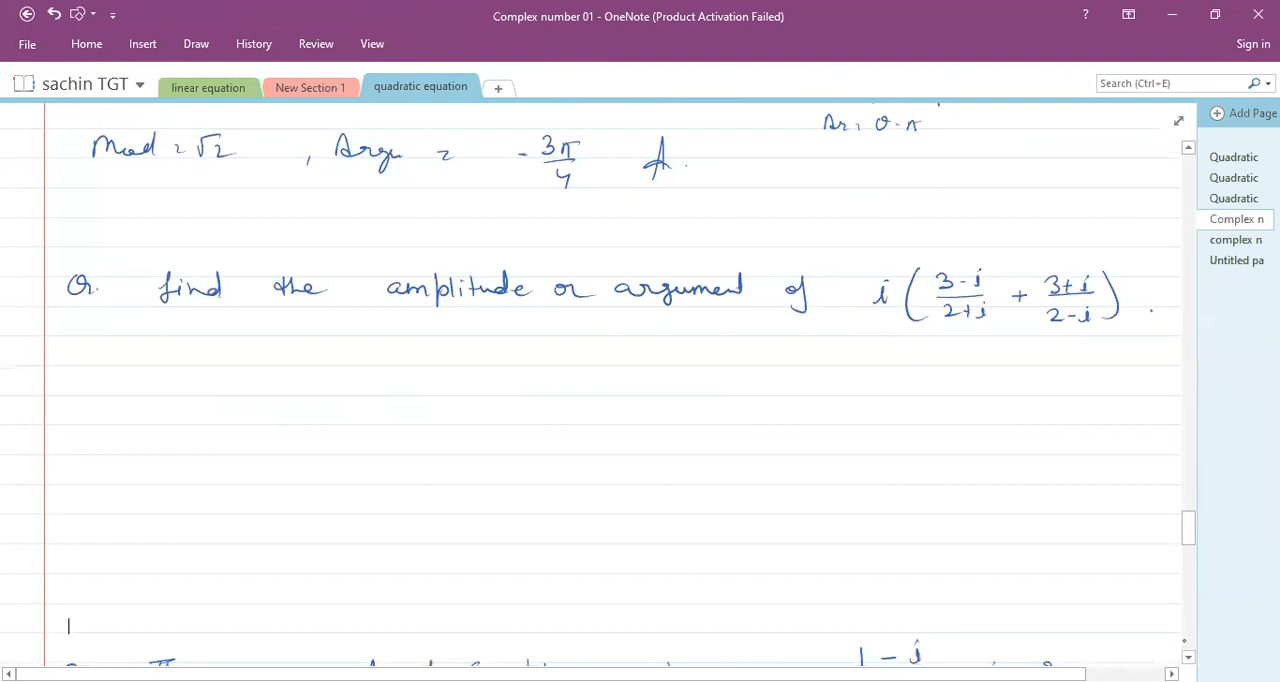 Complex number 01 - OneNote (Product Activation Failed)
?
File Home Insert Draw History Review View
Sign in
sachin TGT
linear equation New Section 1 quadratic equation +
Search (Ctrl+E)
Add Page
Quadratic
Quadratic
Quadratic
Complex n
complex n
Untitled pa
Ar = θ - π
Mod = √2 , Argu = - 3π/4 A.
Q. find the amplitude or argument of i ( 3-i/2+i + 3+i/2-i ) .
1 - i